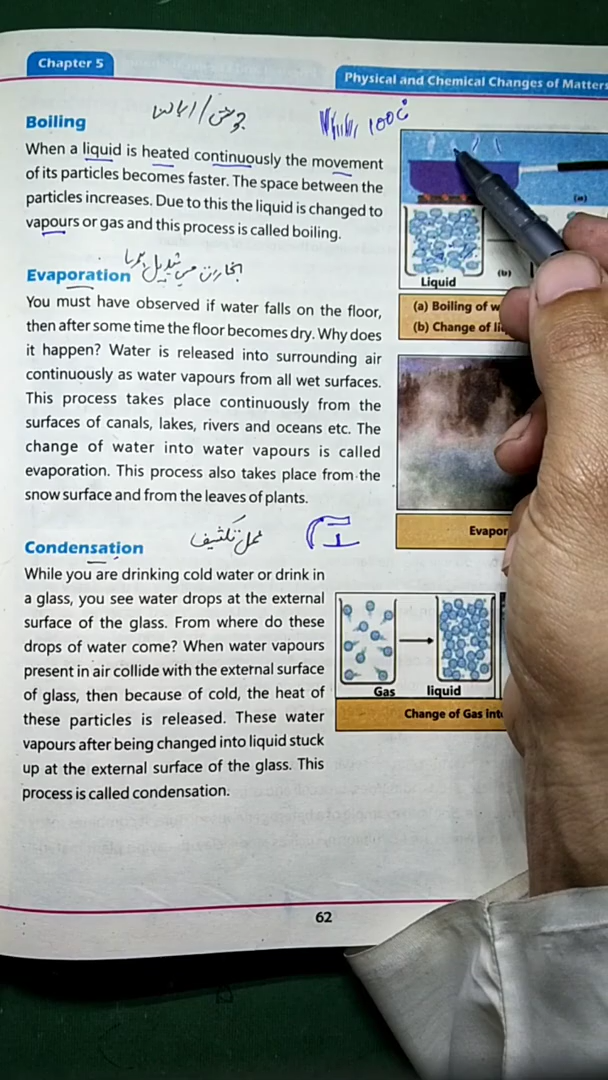 Chapter 5
Physical and Chemical Changes of Matters
Boiling
جوش / ابالنا
Water 100°C
When a liquid is heated continuously the movement
of its particles becomes faster. The space between the
particles increases. Due to this the liquid is changed to
vapours or gas and this process is called boiling.
(a)
Liquid
(b)
(a) Boiling of w
(b) Change of li
Evaporation
بخارات میں تبدیل ہونا
You must have observed if water falls on the floor,
then after some time the floor becomes dry. Why does
it happen? Water is released into surrounding air
continuously as water vapours from all wet surfaces.
This process takes place continuously from the
surfaces of canals, lakes, rivers and oceans etc. The
change of water into water vapours is called
evaporation. This process also takes place from the
snow surface and from the leaves of plants.
Evapor
Condensation
عمل تکثیف
While you are drinking cold water or drink in
a glass, you see water drops at the external
surface of the glass. From where do these
drops of water come? When water vapours
present in air collide with the external surface
of glass, then because of cold, the heat of
these particles is released. These water
vapours after being changed into liquid stuck
up at the external surface of the glass. This
process is called condensation.
Gas
liquid
Change of Gas int
62